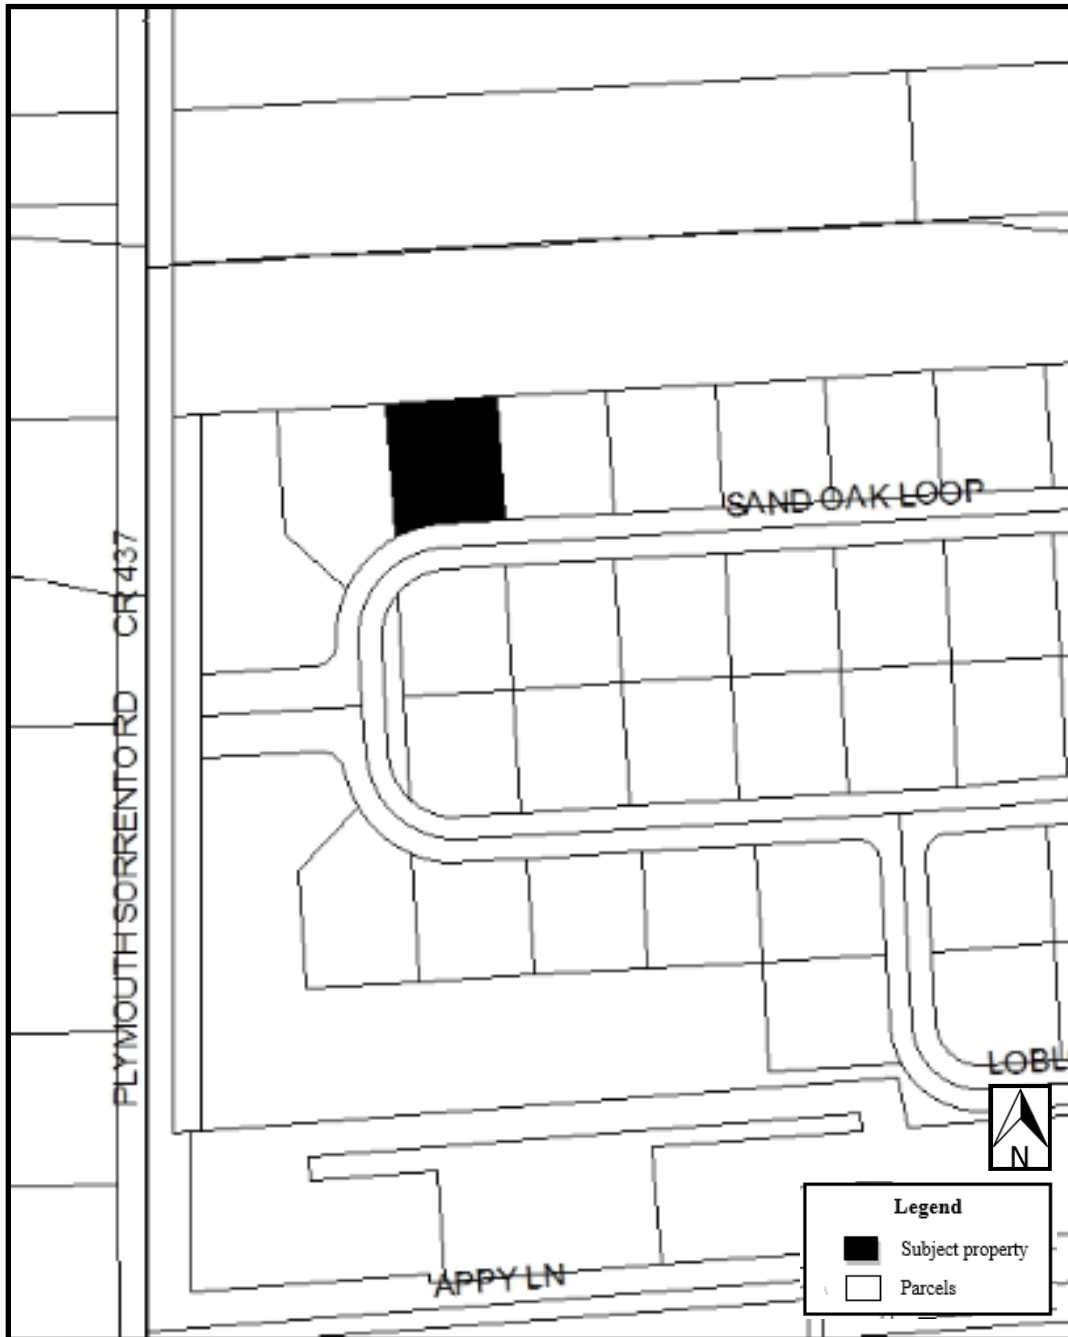 SAND OAK LOOP
PLYMOUTH SORRENTO RD CR 437
LOBL
N
Legend
Subject property
Parcels
APPY LN